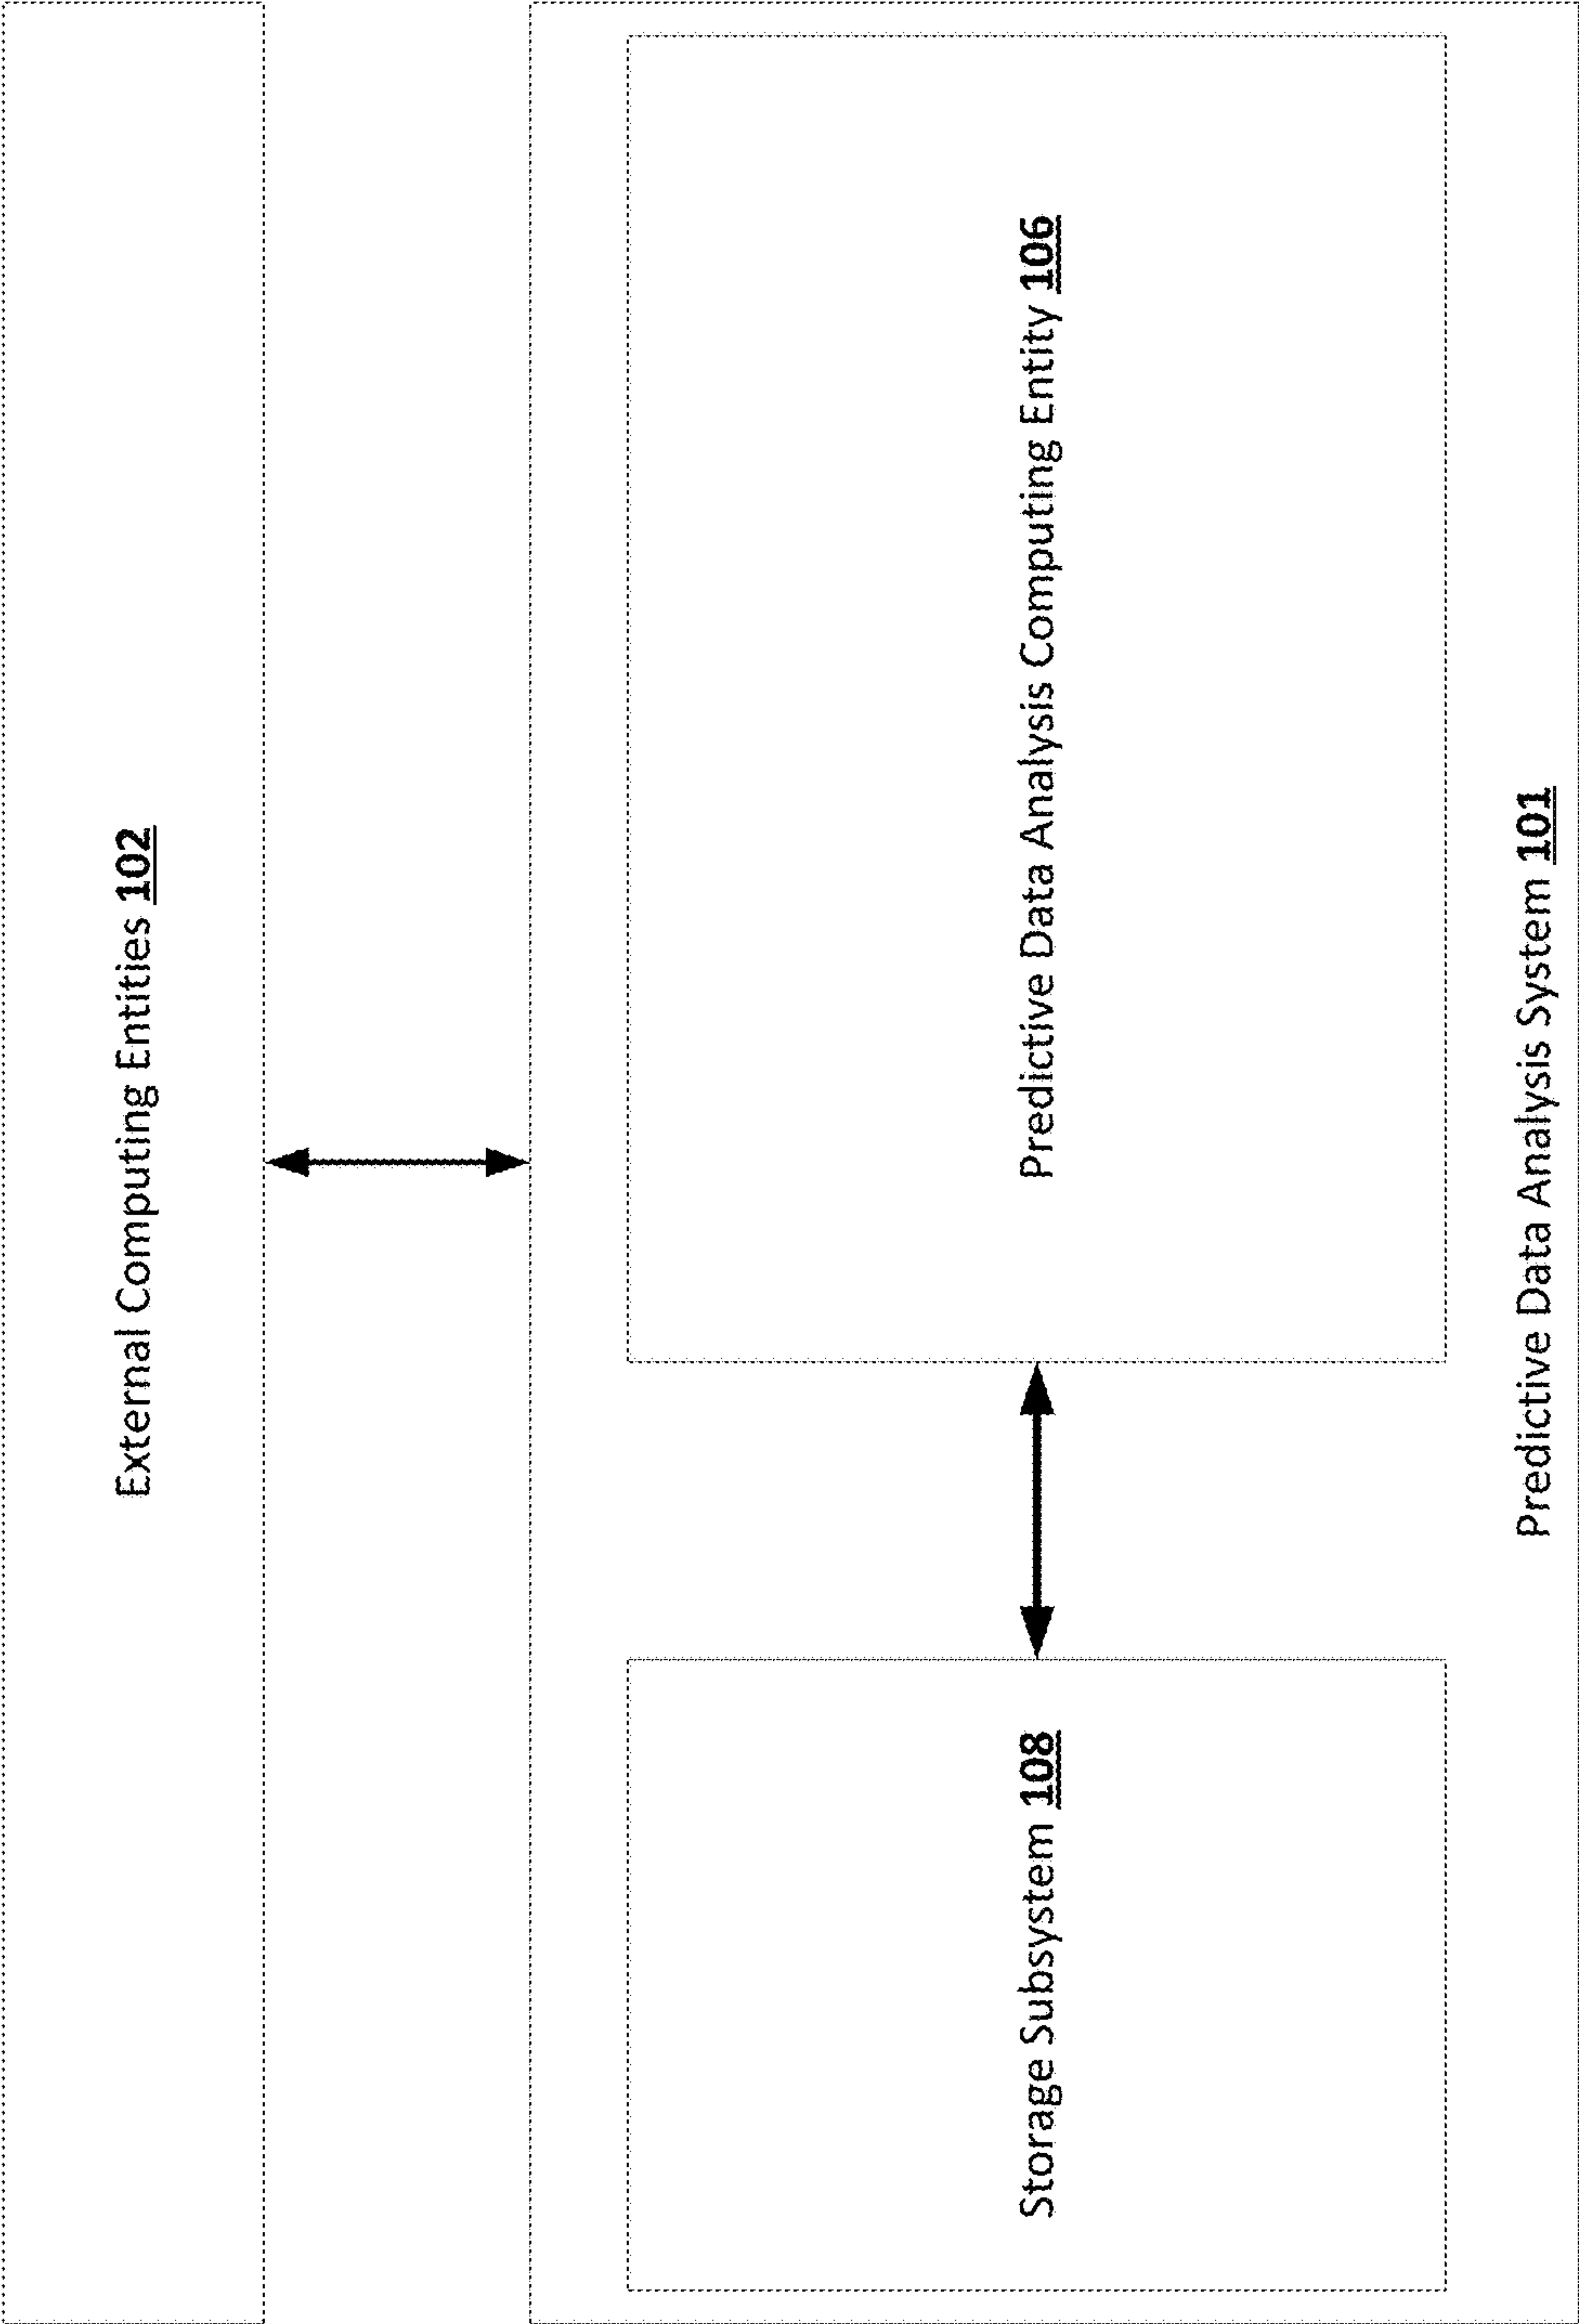 External Computing Entities 102
Storage Subsystem 108
Predictive Data Analysis Computing Entity 106
Predictive Data Analysis System 101